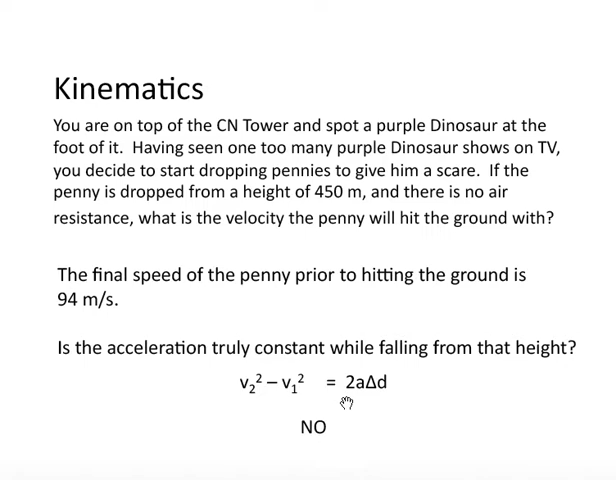 Kinematics
You are on top of the CN Tower and spot a purple Dinosaur at the
foot of it. Having seen one too many purple Dinosaur shows on TV,
you decide to start dropping pennies to give him a scare. If the
penny is dropped from a height of 450 m, and there is no air
resistance, what is the velocity the penny will hit the ground with?
The final speed of the penny prior to hitting the ground is
94 m/s.
Is the acceleration truly constant while falling from that height?
v₂² – v₁² = 2aΔd
NO